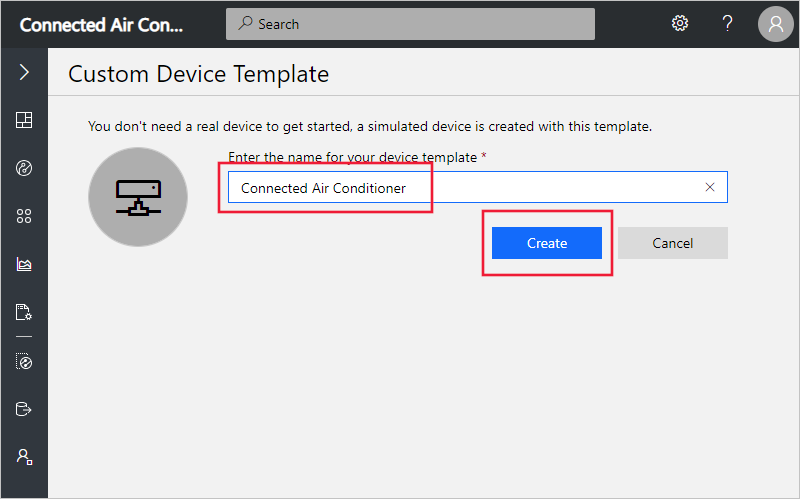 Connected Air Con...
Search
Custom Device Template
You don't need a real device to get started, a simulated device is created with this template.
Enter the name for your device template *
Connected Air Conditioner
Create
Cancel